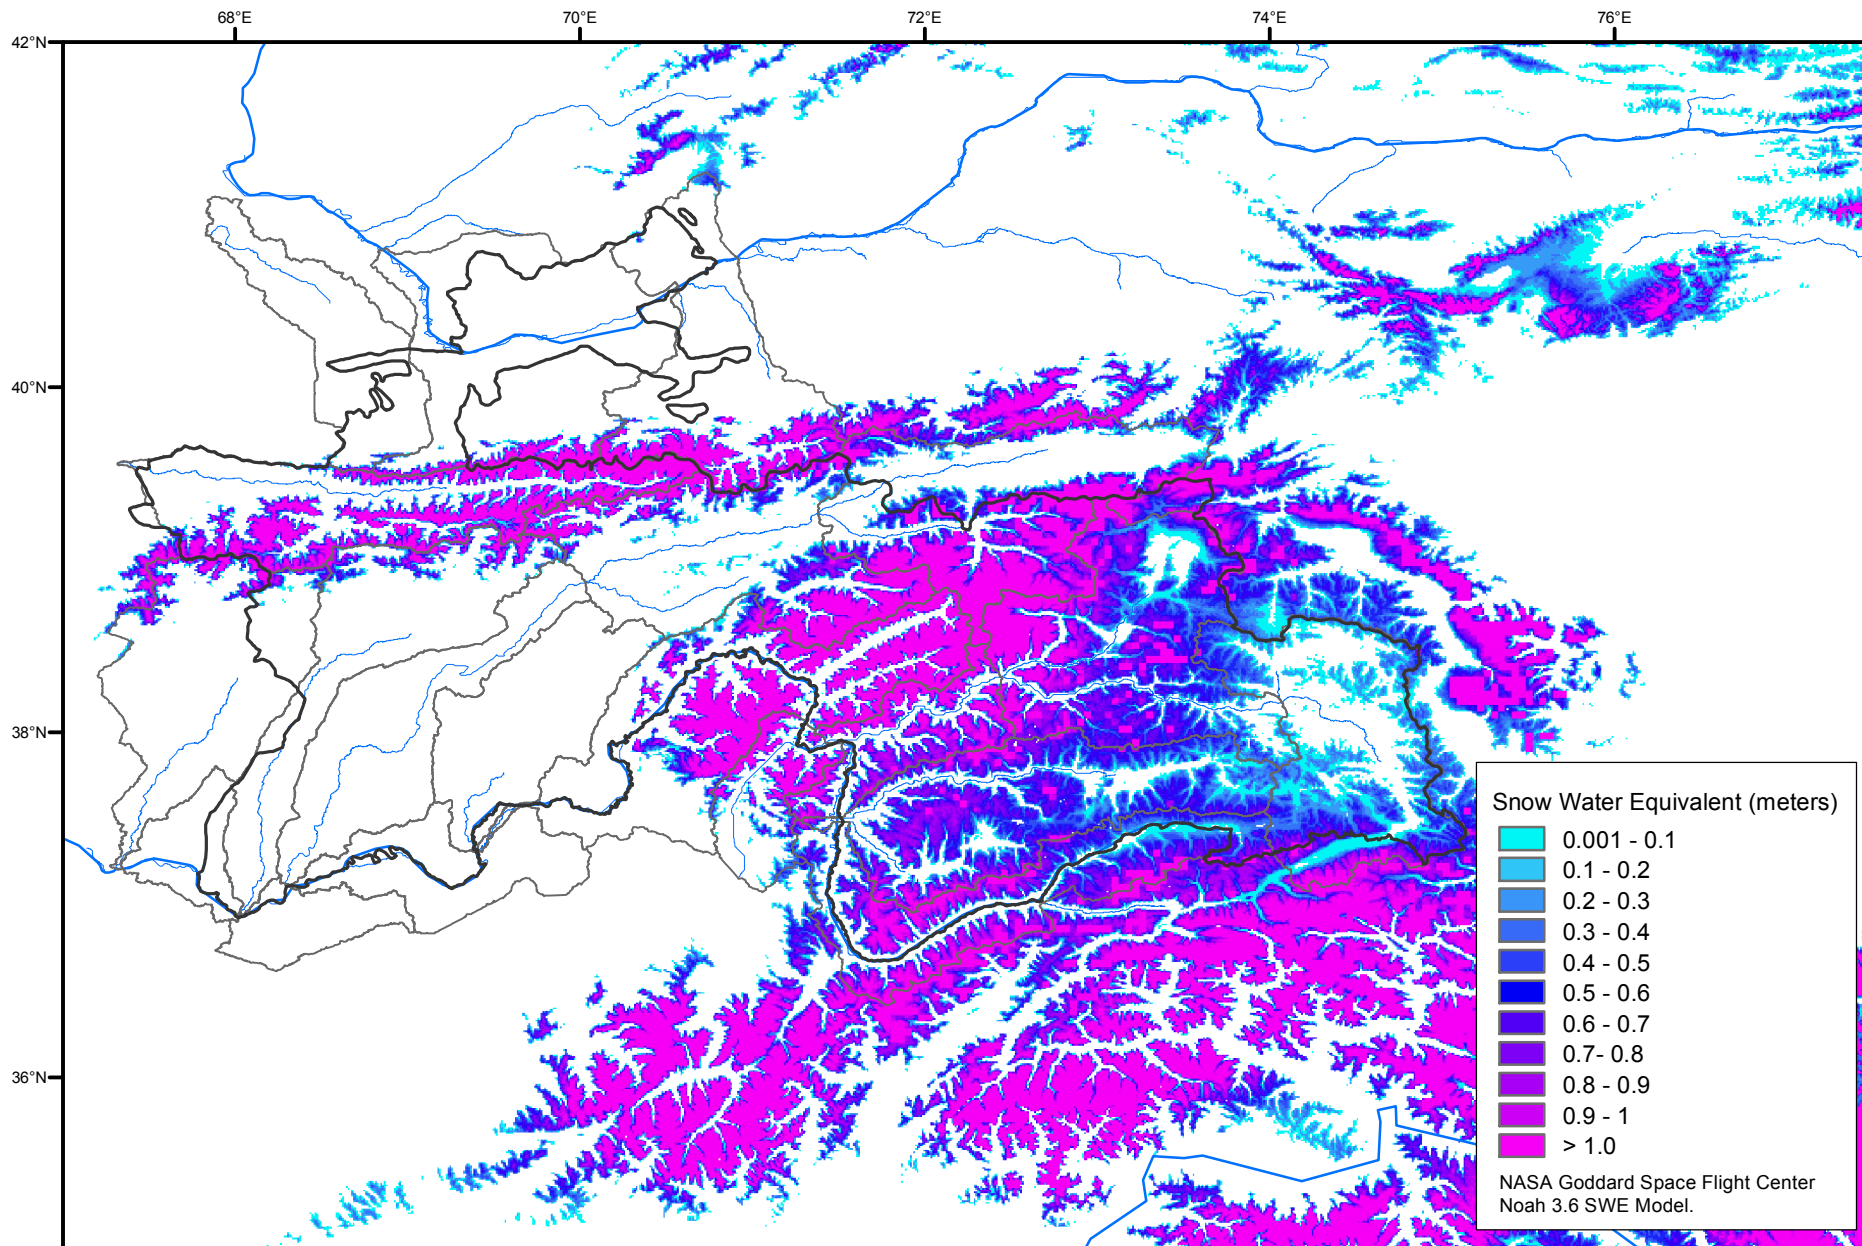 68°E 70°E 72°E 74°E 76°E
42°N
40°N
38°N
36°N
Snow Water Equivalent (meters)
0.001 - 0.1
0.1 - 0.2
0.2 - 0.3
0.3 - 0.4
0.4 - 0.5
0.5 - 0.6
0.6 - 0.7
0.7- 0.8
0.8 - 0.9
0.9 - 1
> 1.0
NASA Goddard Space Flight Center
Noah 3.6 SWE Model.